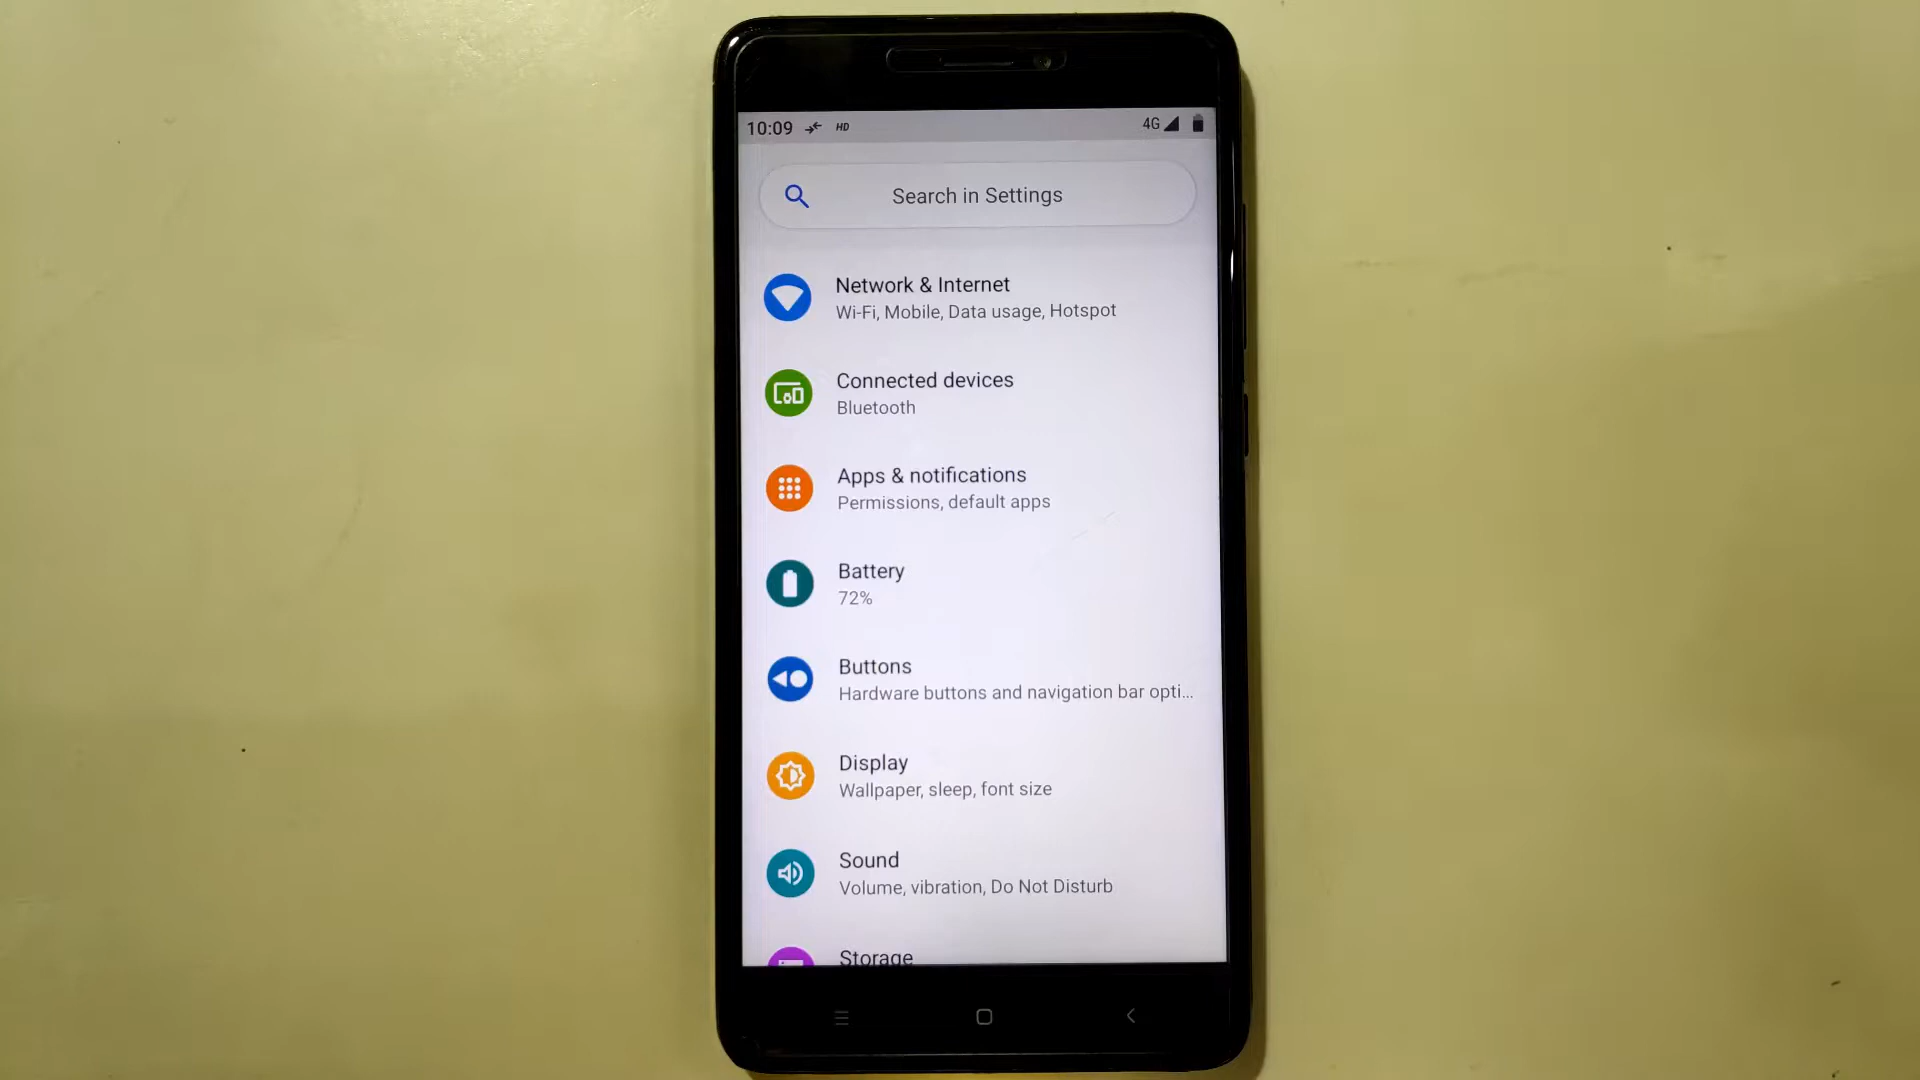 10:09 HD 4G
Search in Settings
Network & Internet
Wi-Fi, Mobile, Data usage, Hotspot
Connected devices
Bluetooth
Apps & notifications
Permissions, default apps
Battery
72%
Buttons
Hardware buttons and navigation bar opti...
Display
Wallpaper, sleep, font size
Sound
Volume, vibration, Do Not Disturb
Storage